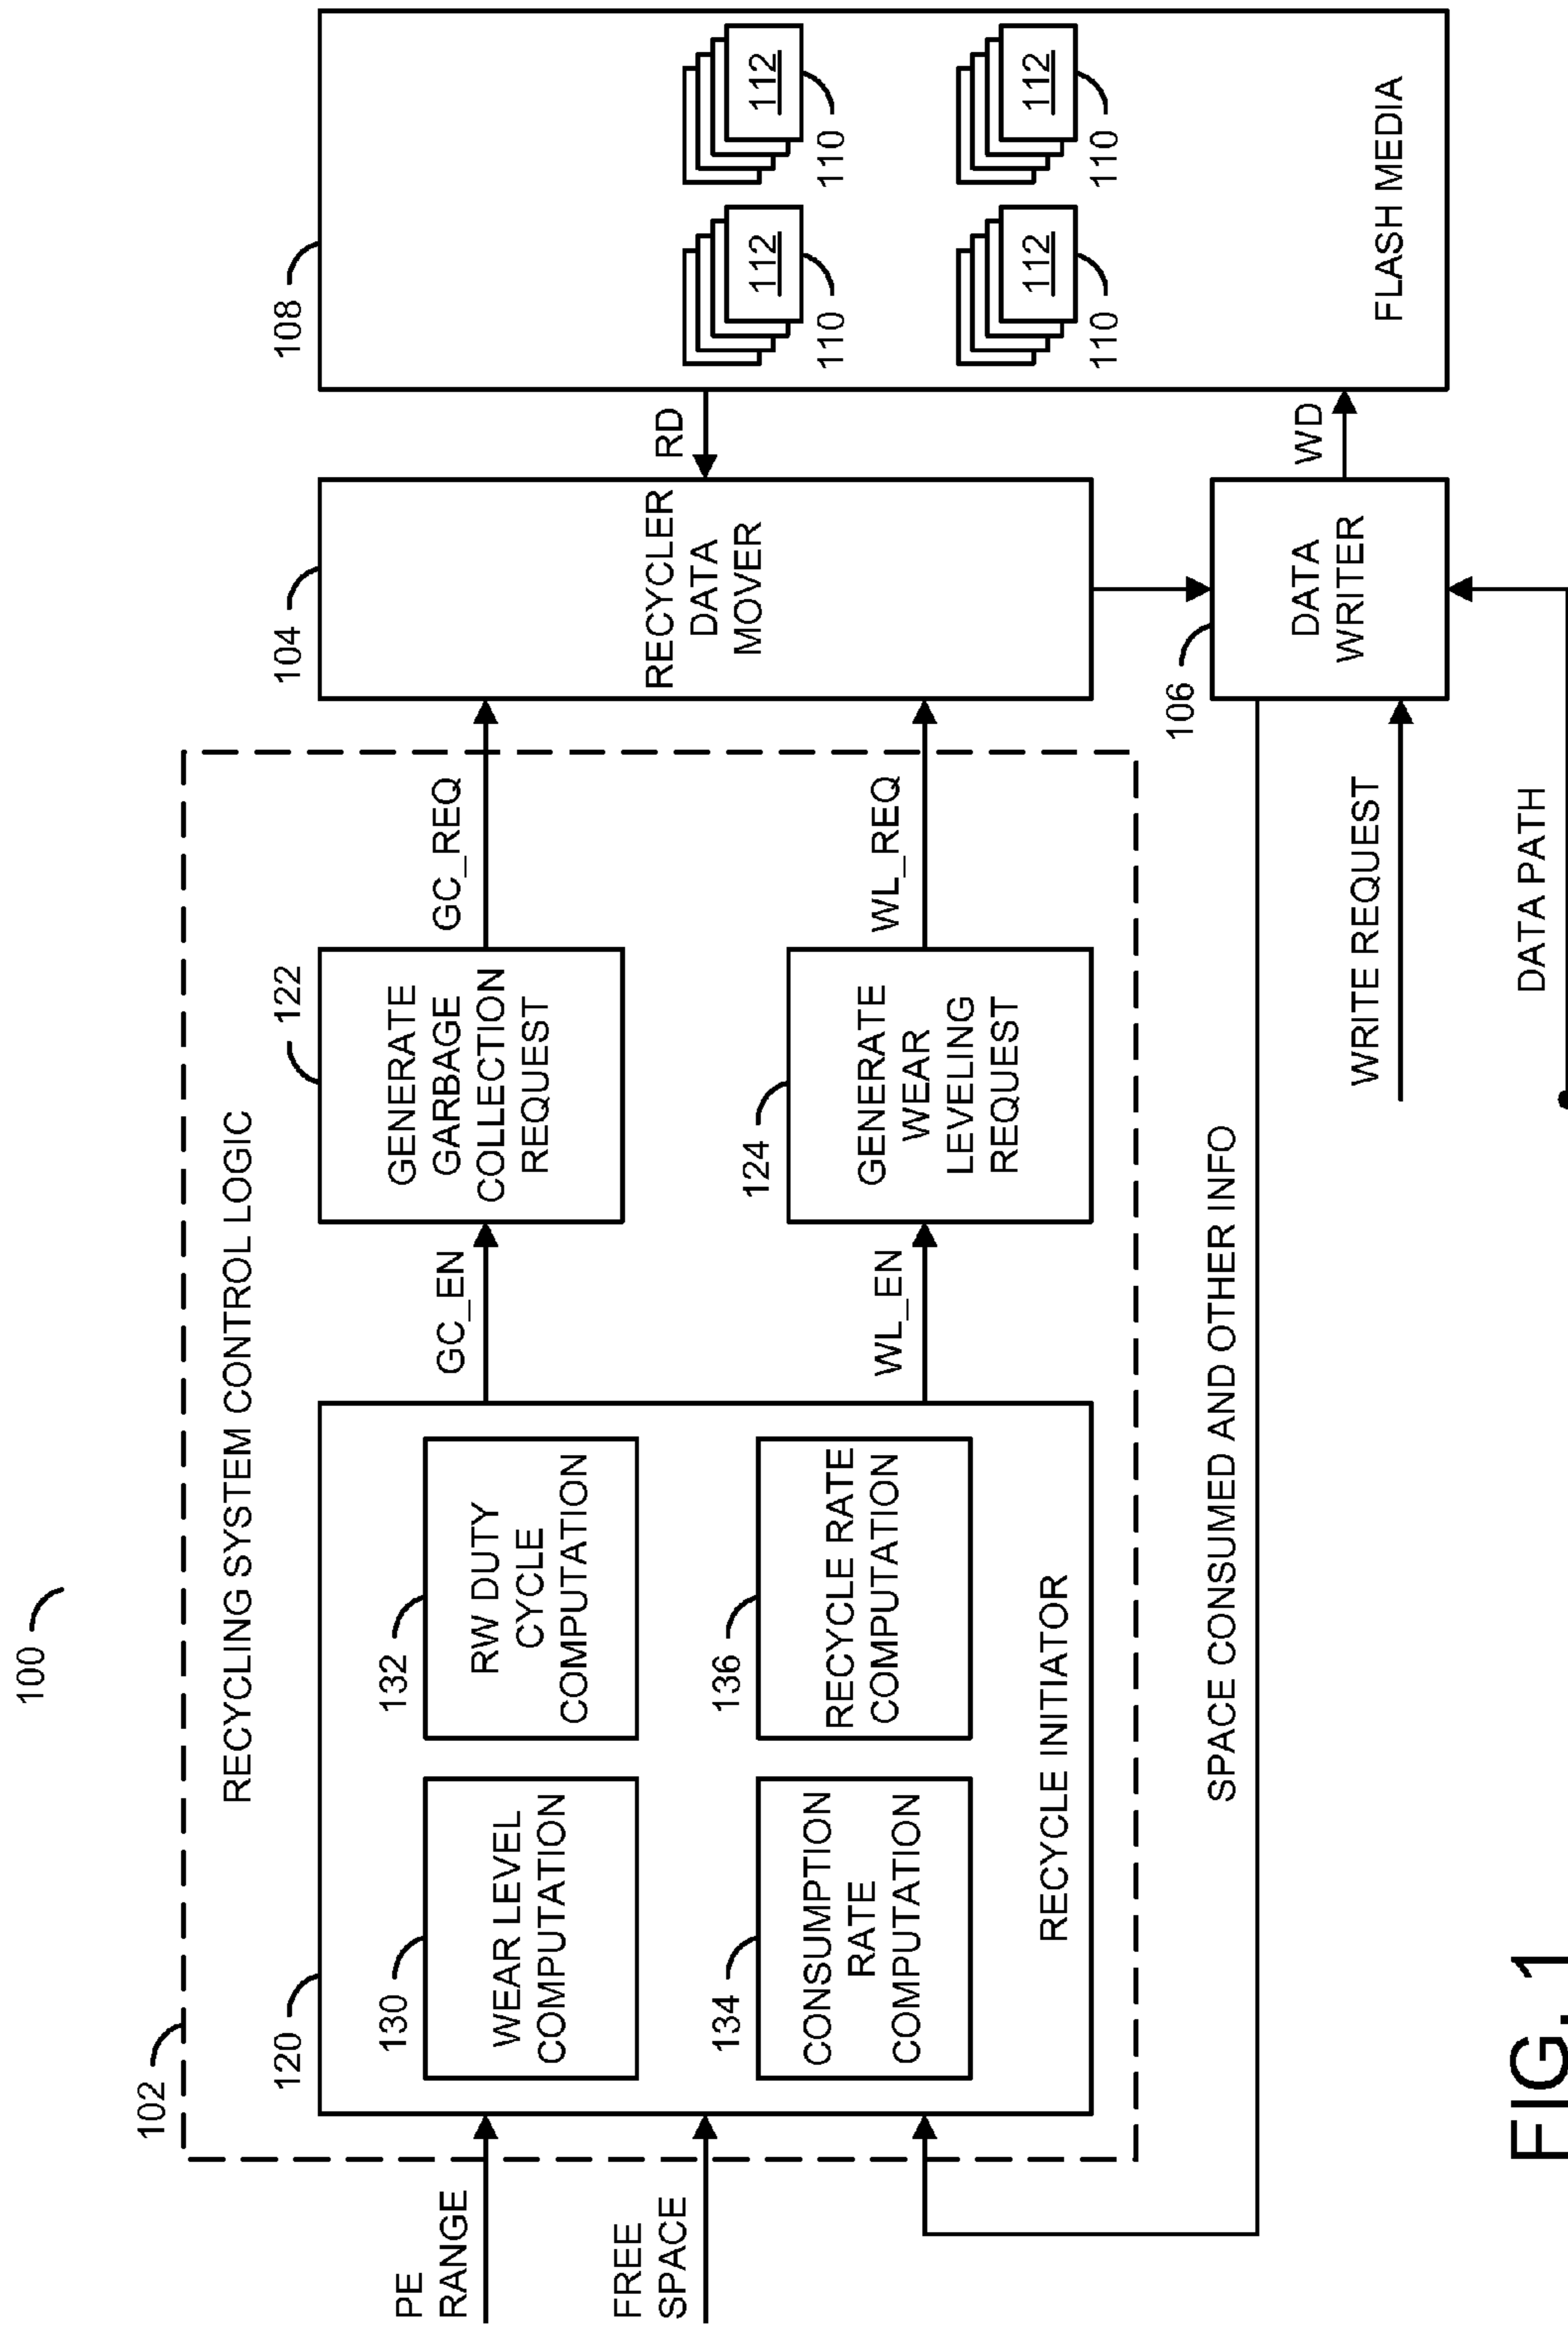 100
102
RECYCLING SYSTEM CONTROL LOGIC
PE
RANGE
FREE
SPACE
120
130
WEAR LEVEL
COMPUTATION
132
RW DUTY
CYCLE
COMPUTATION
134
CONSUMPTION
RATE
COMPUTATION
136
RECYCLE RATE
COMPUTATION
RECYCLE INITIATOR
GC_EN
WL_EN
122
GENERATE
GARBAGE
COLLECTION
REQUEST
124
GENERATE
WEAR
LEVELING
REQUEST
GC_REQ
WL_REQ
104
RECYCLER
DATA
MOVER
RD
108
112
110
112
110
112
110
112
110
FLASH MEDIA
106
DATA
WRITER
WD
SPACE CONSUMED AND OTHER INFO
WRITE REQUEST
DATA PATH
FIG. 1